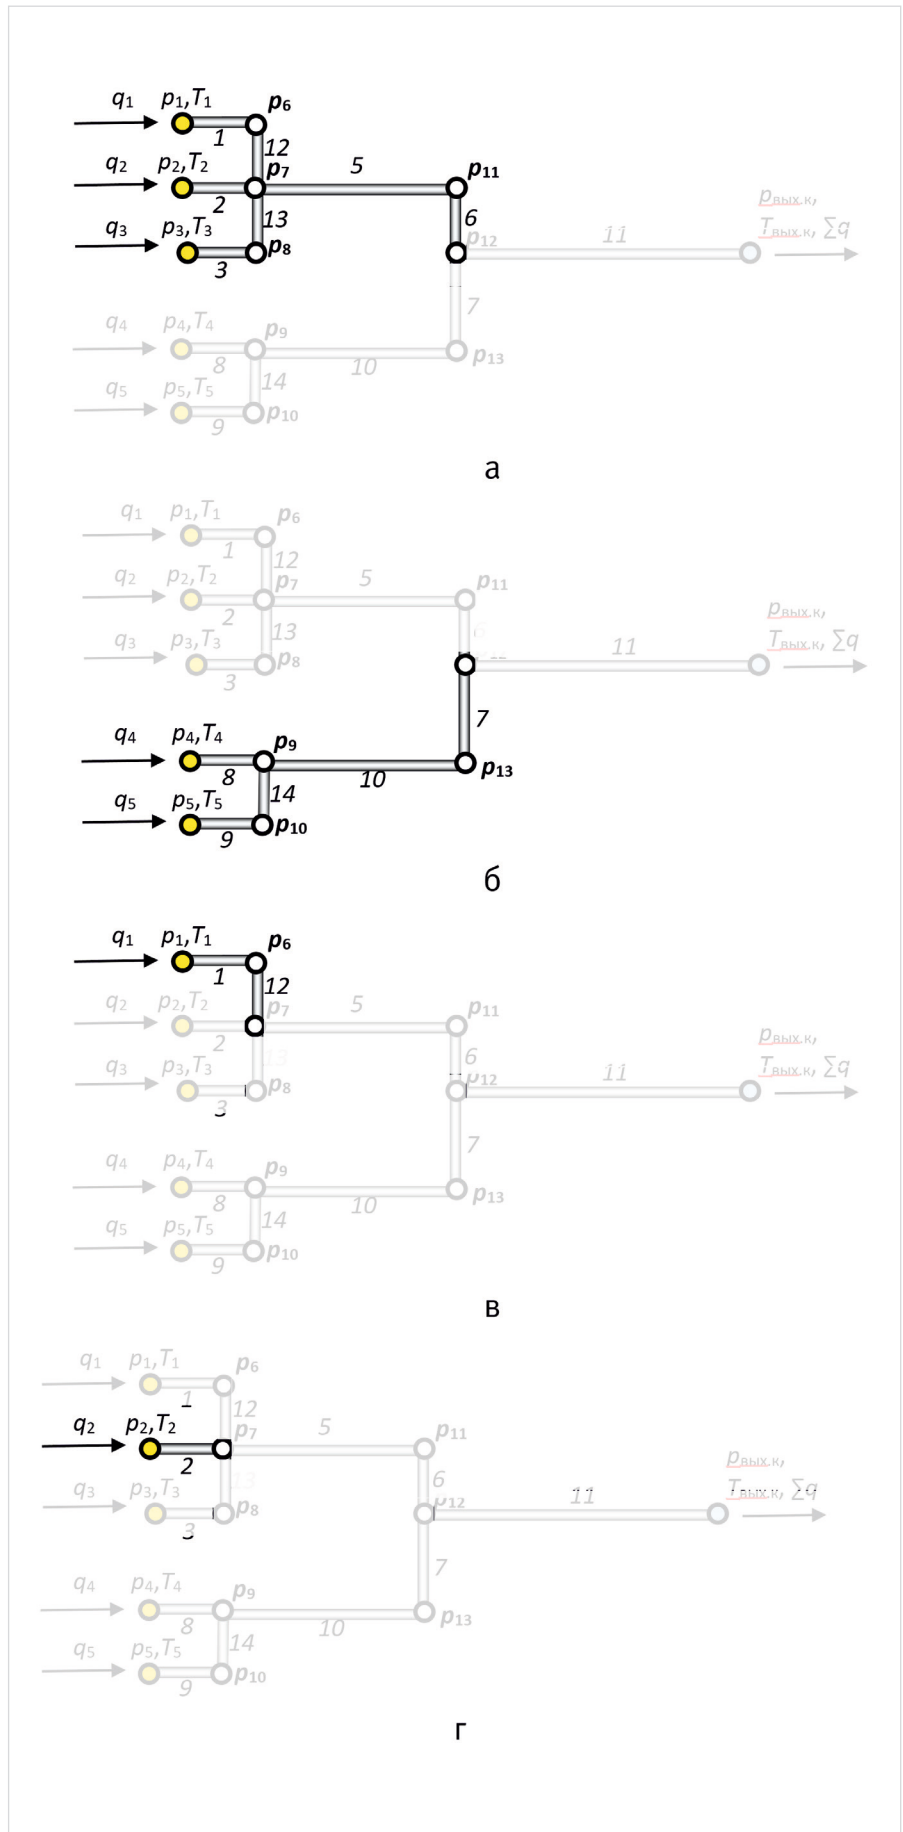 q₁ p₁,T₁ p₆
1 12
q₂ p₂,T₂ p₇ 5 p₁₁
2 13 6 pвых.к,
q₃ p₃,T₃ p₈ p₁₂ 11 Tвых.к, ∑q
3
7
q₄ p₄,T₄ p₉
8 10 p₁₃
14
q₅ p₅,T₅ p₁₀
9
а
q₁ p₁,T₁ p₆
1 12
q₂ p₂,T₂ p₇ 5 p₁₁
2 13 6 pвых.к,
q₃ p₃,T₃ p₈ 11 Tвых.к, ∑q
3
7
q₄ p₄,T₄ p₉
8 10 p₁₃
14
q₅ p₅,T₅ p₁₀
9
б
q₁ p₁,T₁ p₆
1 12
q₂ p₂,T₂ p₇ 5 p₁₁
2 13 6 pвых.к,
q₃ p₃,T₃ p₈ p₁₂ 11 Tвых.к, ∑q
3
7
q₄ p₄,T₄ p₉
8 10 p₁₃
14
q₅ p₅,T₅ p₁₀
9
в
q₁ p₁,T₁ p₆
1 12
q₂ p₂,T₂ p₇ 5 p₁₁
2 13 6 pвых.к,
q₃ p₃,T₃ p₈ p₁₂ 11 Tвых.к, ∑q
3
7
q₄ p₄,T₄ p₉
8 10 p₁₃
14
q₅ p₅,T₅ p₁₀
9
г